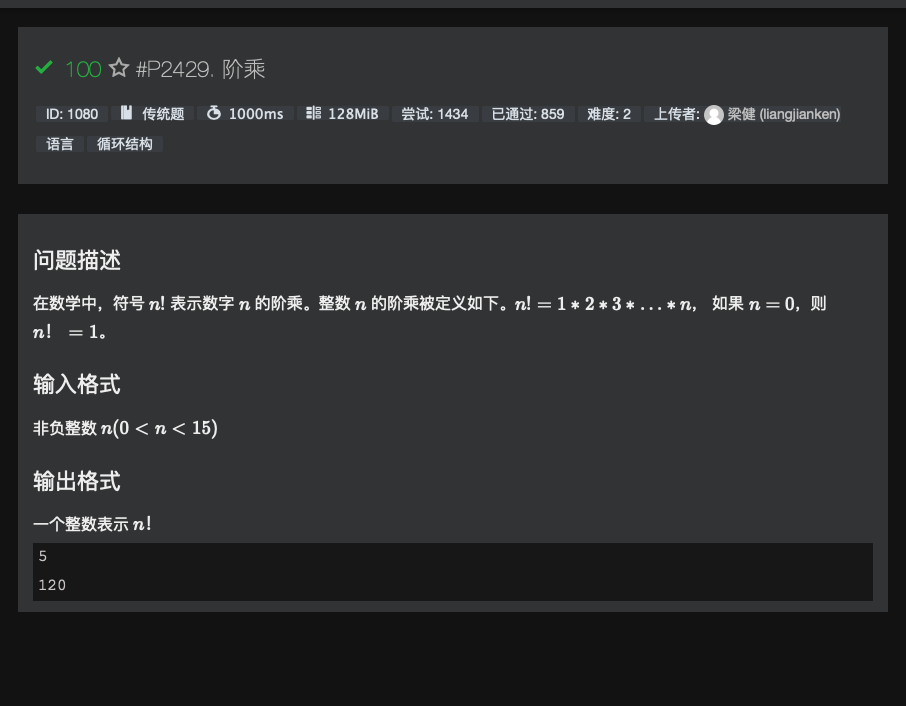 100 #P2429. 阶乘
ID: 1080 传统题 1000ms 128MiB 尝试: 1434 已通过: 859 难度: 2 上传者: 梁健 (liangjianken)
语言 循环结构
问题描述
在数学中，符号 n! 表示数字 n 的阶乘。整数 n 的阶乘被定义如下。n! = 1 * 2 * 3 * ... * n， 如果 n = 0，则
n! = 1。
输入格式
非负整数 n(0 < n < 15)
输出格式
一个整数表示 n!
5
120